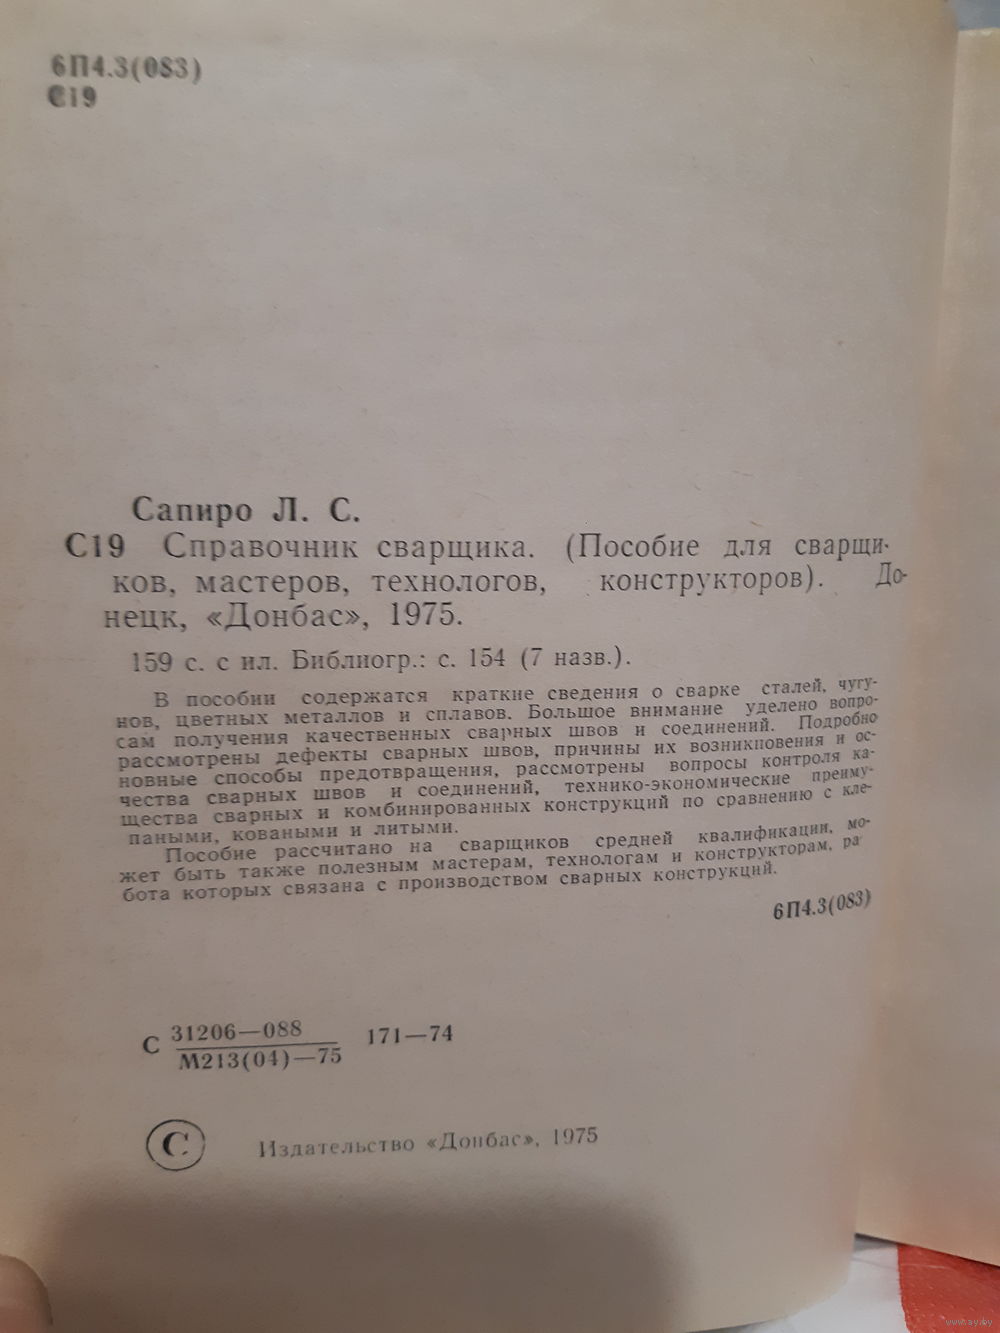 6П4.3(083)
С19
Сапиро Л. С.
С19 Справочник сварщика. (Пособие для сварщи-
ков, мастеров, технологов, конструкторов). До-
нецк, «Донбас», 1975.
159 с. с ил. Библиогр.: с. 154 (7 назв.).
В пособии содержатся краткие сведения о сварке сталей, чугу-
нов, цветных металлов и сплавов. Большое внимание уделено вопро-
сам получения качественных сварных швов и соединений. Подробно
рассмотрены дефекты сварных швов, причины их возникновения и ос-
новные способы предотвращения, рассмотрены вопросы контроля ка-
чества сварных швов и соединений, технико-экономические преиму-
щества сварных и комбинированных конструкций по сравнению с кле-
паными, коваными и литыми.
Пособие рассчитано на сварщиков средней квалификации, мо-
жет быть также полезным мастерам, технологам и конструкторам, ра
бота которых связана с производством сварных конструкций.
6П4.3(083)
С 31206—088 171—74
М213(04)—75
© Издательство «Донбас», 1975
www.ay.by